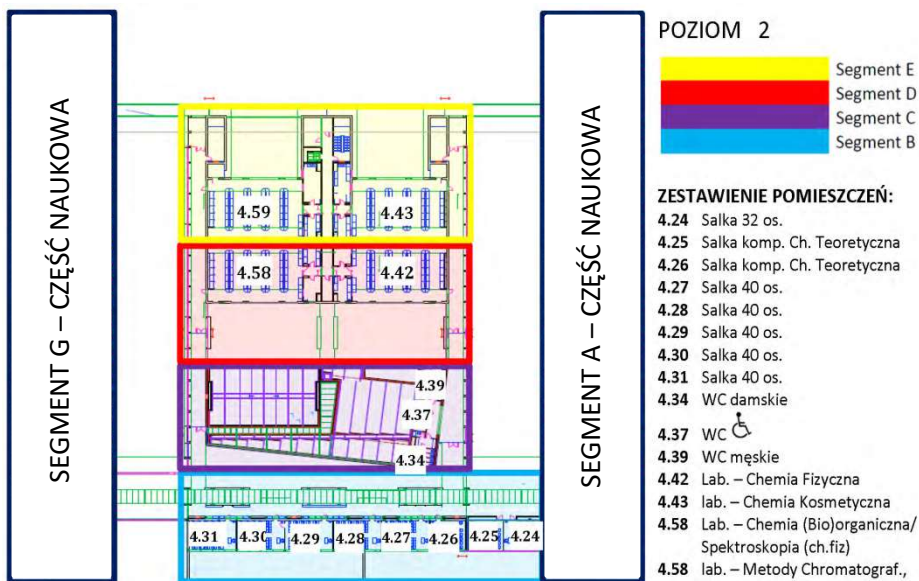 SEGMENT G – CZĘŚĆ NAUKOWA
4.59
4.43
4.58
4.42
4.39
4.37
4.34
4.31
4.30
4.29
4.28
4.27
4.26
4.25
4.24
SEGMENT A – CZĘŚĆ NAUKOWA
POZIOM 2
Segment E
Segment D
Segment C
Segment B
ZESTAWIENIE POMIESZCZEŃ:
4.24 Salka 32 os.
4.25 Salka komp. Ch. Teoretyczna
4.26 Salka komp. Ch. Teoretyczna
4.27 Salka 40 os.
4.28 Salka 40 os.
4.29 Salka 40 os.
4.30 Salka 40 os.
4.31 Salka 40 os.
4.34 WC damskie
4.37 WC
4.39 WC męskie
4.42 Lab. – Chemia Fizyczna
4.43 lab. – Chemia Kosmetyczna
4.58 Lab. – Chemia (Bio)organiczna/
Spektroskopia (ch.fiz)
4.58 lab. – Metody Chromatograf.,